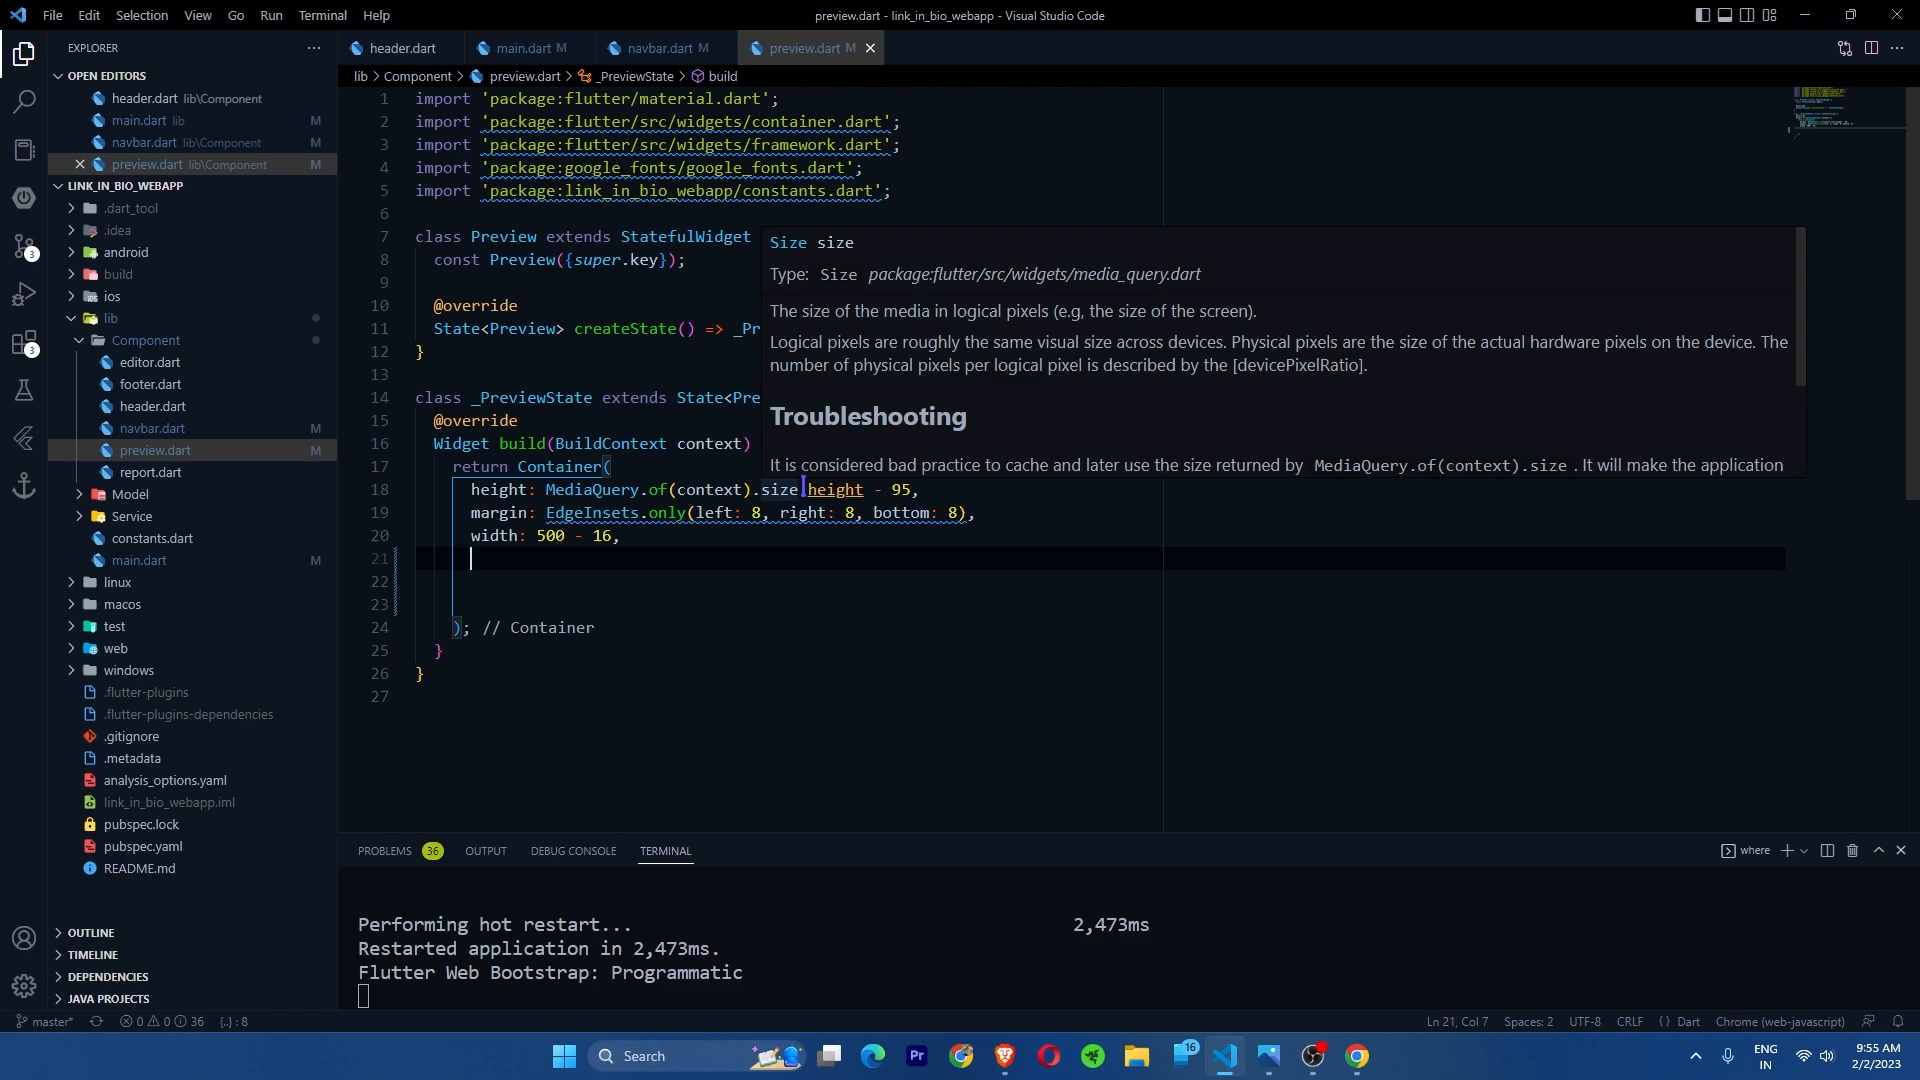 File Edit Selection View Go Run Terminal Help
preview.dart - link_in_bio_webapp - Visual Studio Code
EXPLORER
OPEN EDITORS
header.dart lib\Component
main.dart lib M
navbar.dart lib\Component M
preview.dart lib\Component M
LINK_IN_BIO_WEBAPP
.dart_tool
.idea
android
build
ios
lib
Component
editor.dart
footer.dart
header.dart
navbar.dart M
preview.dart M
report.dart
Model
Service
constants.dart
main.dart M
linux
macos
test
web
windows
.flutter-plugins
.flutter-plugins-dependencies
.gitignore
.metadata
analysis_options.yaml
link_in_bio_webapp.iml
pubspec.lock
pubspec.yaml
README.md
OUTLINE
TIMELINE
DEPENDENCIES
JAVA PROJECTS
3
3
header.dart main.dart M navbar.dart M preview.dart M
lib > Component > preview.dart > _PreviewState > build
1 import 'package:flutter/material.dart';
2 import 'package:flutter/src/widgets/container.dart';
3 import 'package:flutter/src/widgets/framework.dart';
4 import 'package:google_fonts/google_fonts.dart';
5 import 'package:link_in_bio_webapp/constants.dart';
6
7 class Preview extends StatefulWidget
8 const Preview({super.key});
9
10 @override
11 State<Preview> createState() => _Pr
12 }
13
14 class _PreviewState extends State<Pre
15 @override
16 Widget build(BuildContext context)
17 return Container(
18 height: MediaQuery.of(context).size.height - 95,
19 margin: EdgeInsets.only(left: 8, right: 8, bottom: 8),
20 width: 500 - 16,
21
22
23
24 ); // Container
25 }
26 }
27
Size size
Type: Size package:flutter/src/widgets/media_query.dart
The size of the media in logical pixels (e.g, the size of the screen).
Logical pixels are roughly the same visual size across devices. Physical pixels are the size of the actual hardware pixels on the device. The
number of physical pixels per logical pixel is described by the [devicePixelRatio].
Troubleshooting
It is considered bad practice to cache and later use the size returned by MediaQuery.of(context).size . It will make the application
PROBLEMS 36 OUTPUT DEBUG CONSOLE TERMINAL
where
Performing hot restart... 2,473ms
Restarted application in 2,473ms.
Flutter Web Bootstrap: Programmatic
master* 0 0 36 {..} : 8
Ln 21, Col 7 Spaces: 2 UTF-8 CRLF { } Dart Chrome (web-javascript)
Search
Pr
16
ENG
IN
9:55 AM
2/2/2023